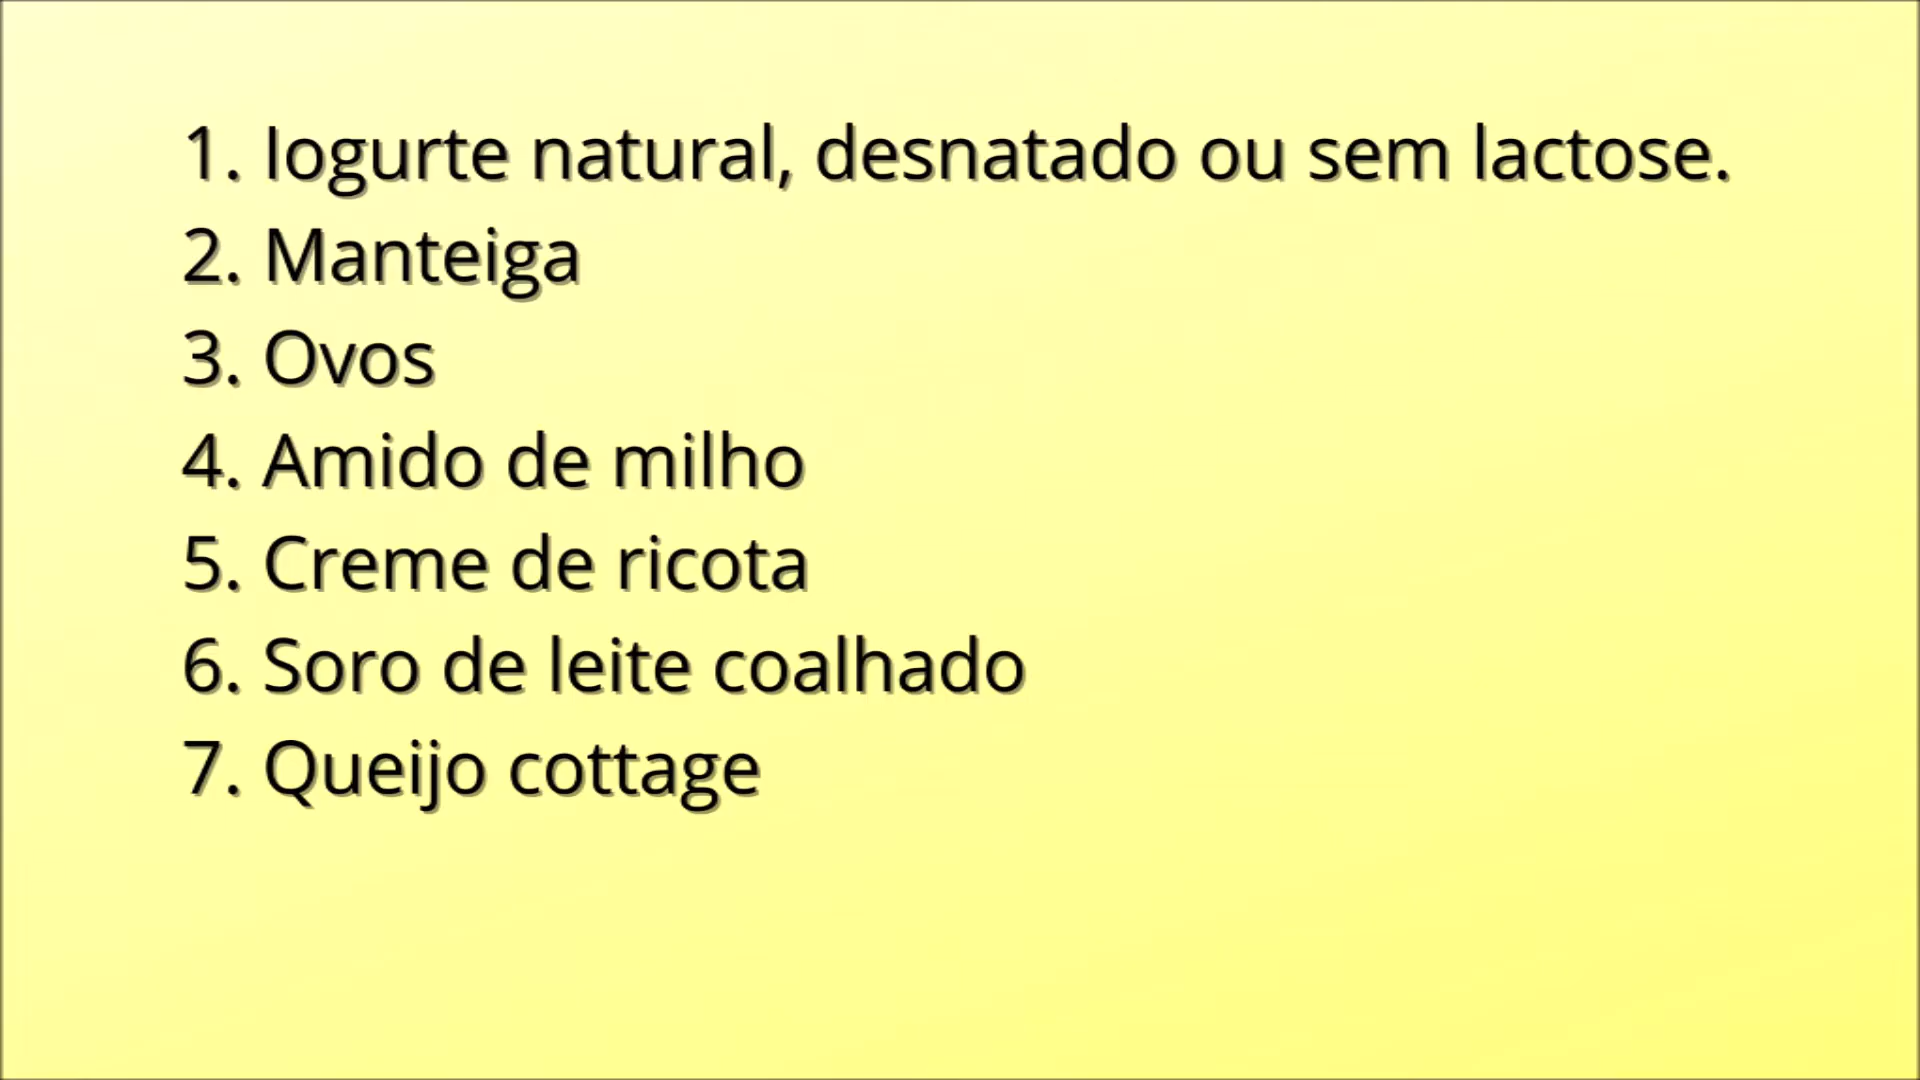 1. Iogurte natural, desnatado ou sem lactose.
2. Manteiga
3. Ovos
4. Amido de milho
5. Creme de ricota
6. Soro de leite coalhado
7. Queijo cottage